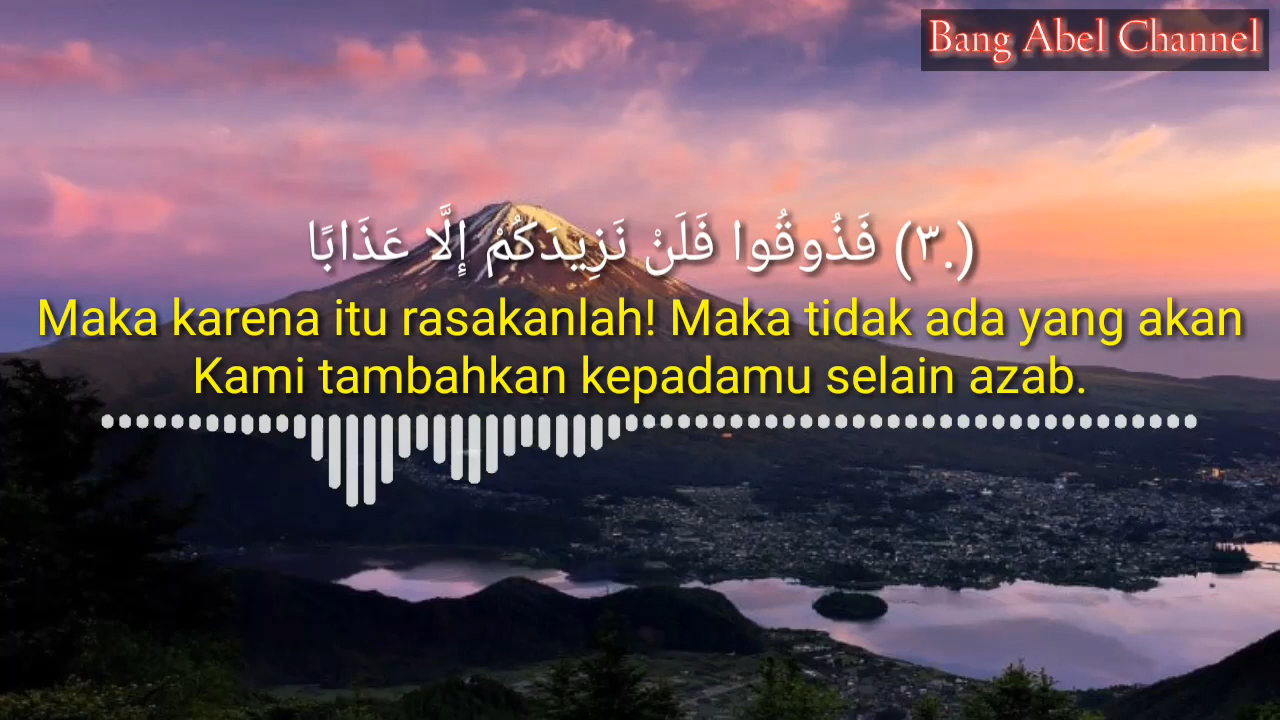 Bang Abel Channel
(٣٠) فَذُوقُوا فَلَنْ نَزِيدَكُمْ إِلَّا عَذَابًا
Maka karena itu rasakanlah! Maka tidak ada yang akan
Kami tambahkan kepadamu selain azab.